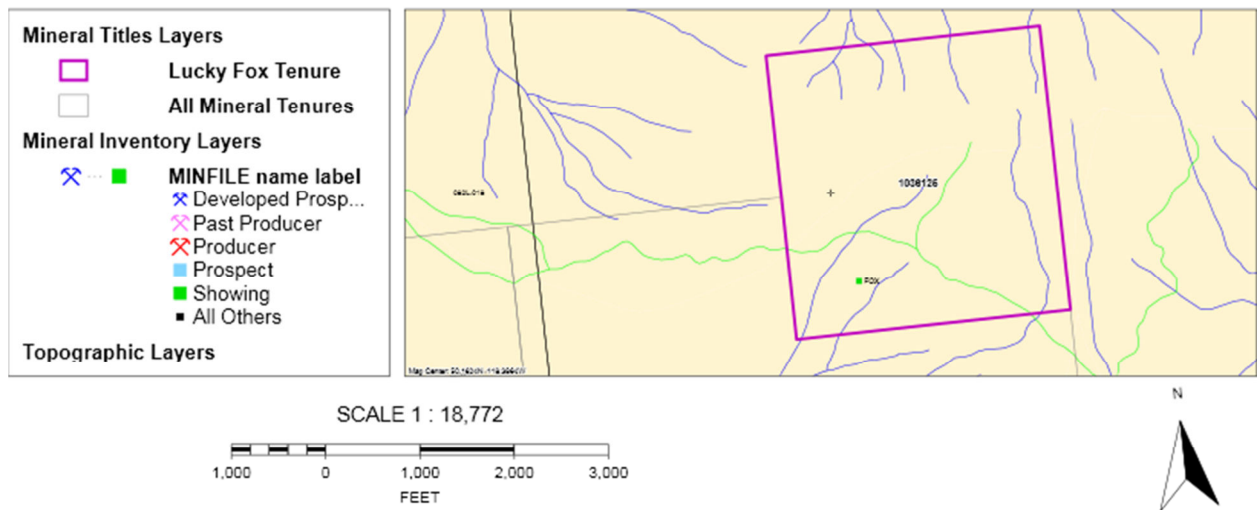 Mineral Titles Layers
Lucky Fox Tenure
All Mineral Tenures
Mineral Inventory Layers
MINFILE name label
Developed Prosp...
Past Producer
Producer
Prospect
Showing
All Others
Topographic Layers
1036126
FOX
SCALE 1 : 18,772
1,000 0 1,000 2,000 3,000
FEET
N